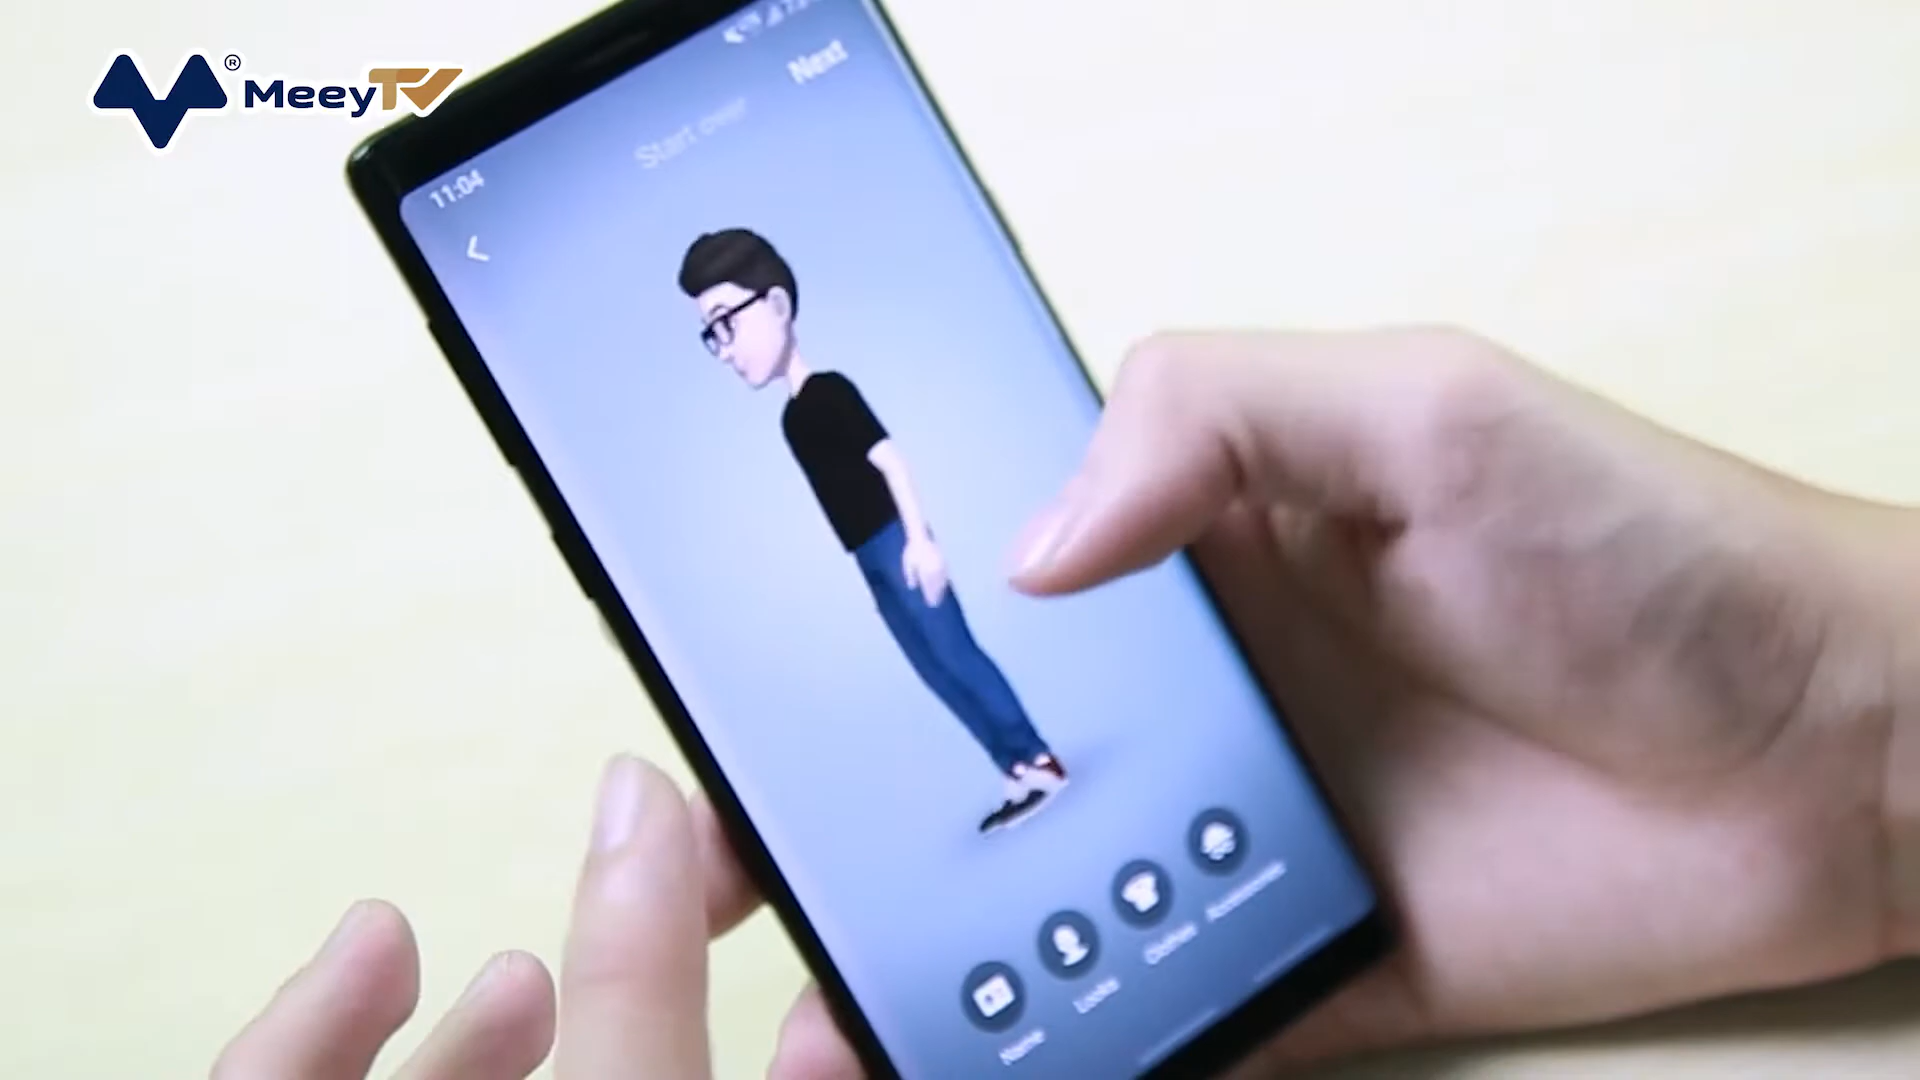 MeeyTV
®
Next
Start over
11:04
Name
Looks
Clothes
Accessories